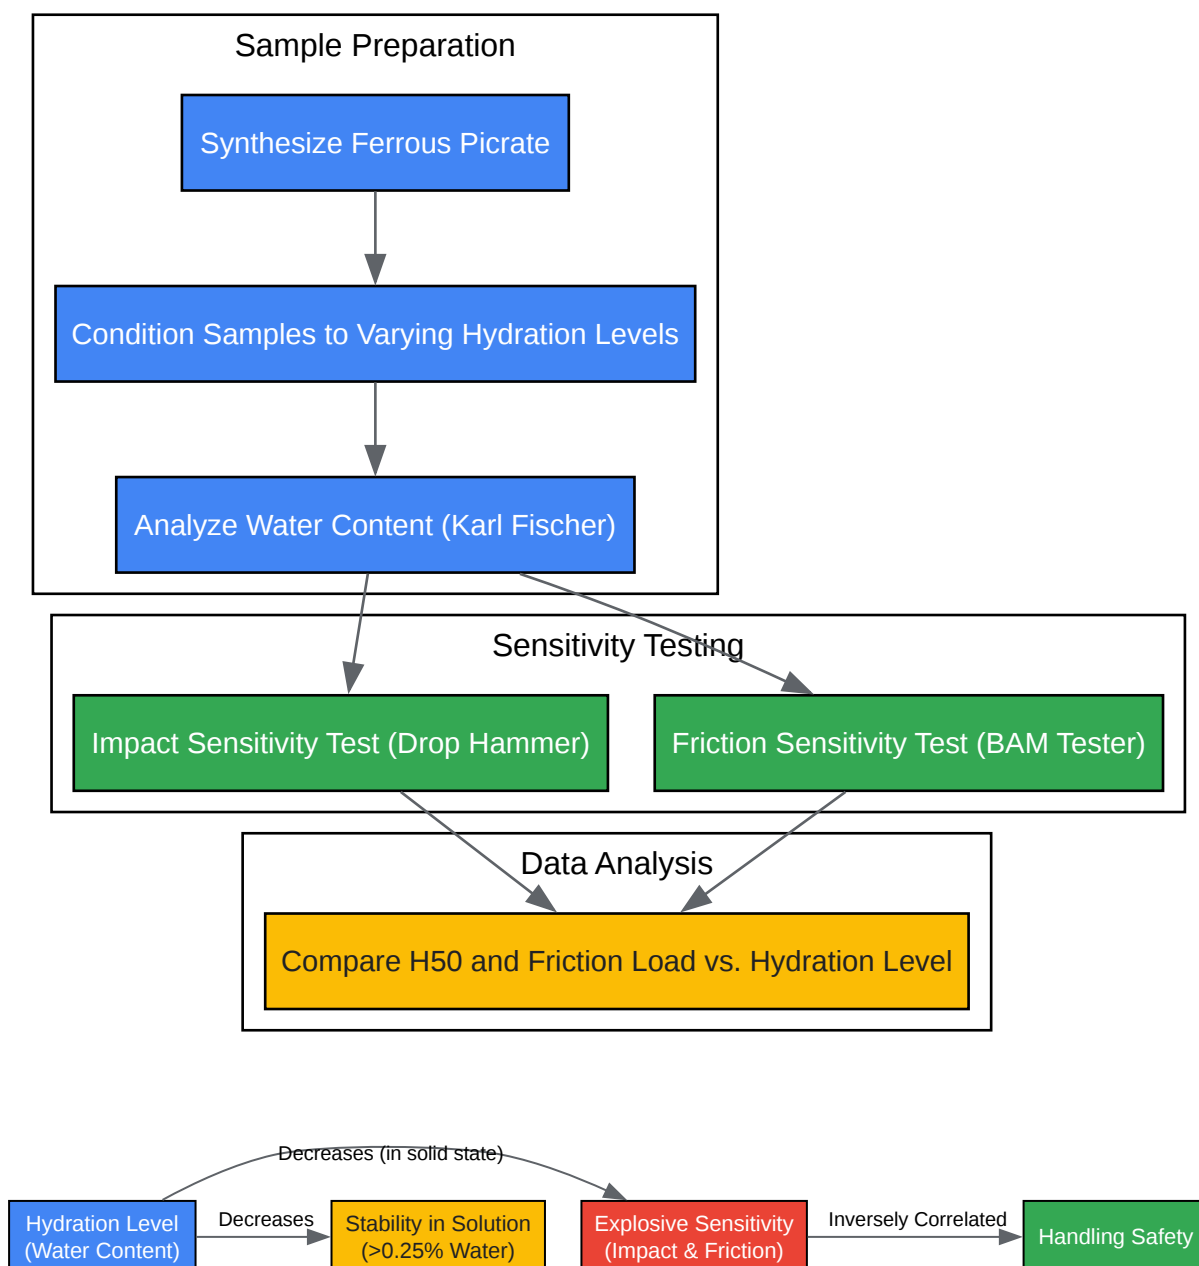 Sample Preparation
Synthesize Ferrous Picrate
Condition Samples to Varying Hydration Levels
Analyze Water Content (Karl Fischer)
Sensitivity Testing
Impact Sensitivity Test (Drop Hammer)
Friction Sensitivity Test (BAM Tester)
Data Analysis
Compare H50 and Friction Load vs. Hydration Level
Decreases (in solid state)
Hydration Level
(Water Content)
Decreases
Stability in Solution
(>0.25% Water)
Explosive Sensitivity
(Impact & Friction)
Inversely Correlated
Handling Safety